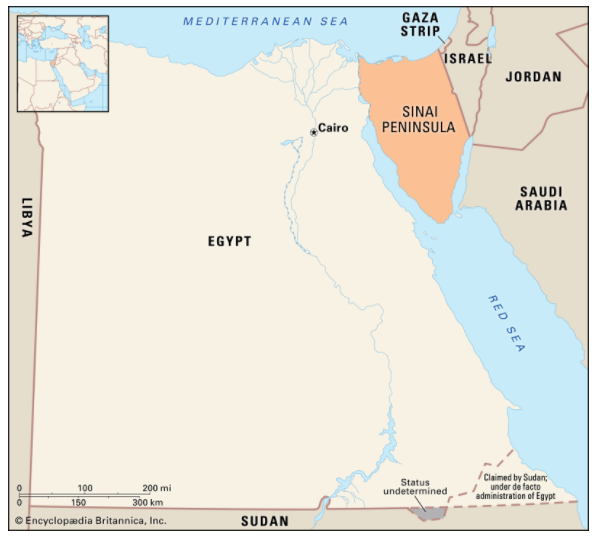 MEDITERRANEAN SEA
GAZA
STRIP
ISRAEL
JORDAN
SINAI
PENINSULA
Cairo
SAUDI
ARABIA
LIBYA
EGYPT
RED SEA
0 100 200 mi
0 150 300 km
Status
undetermined
Claimed by Sudan;
under de facto
administration of Egypt
© Encyclopædia Britannica, Inc.
SUDAN